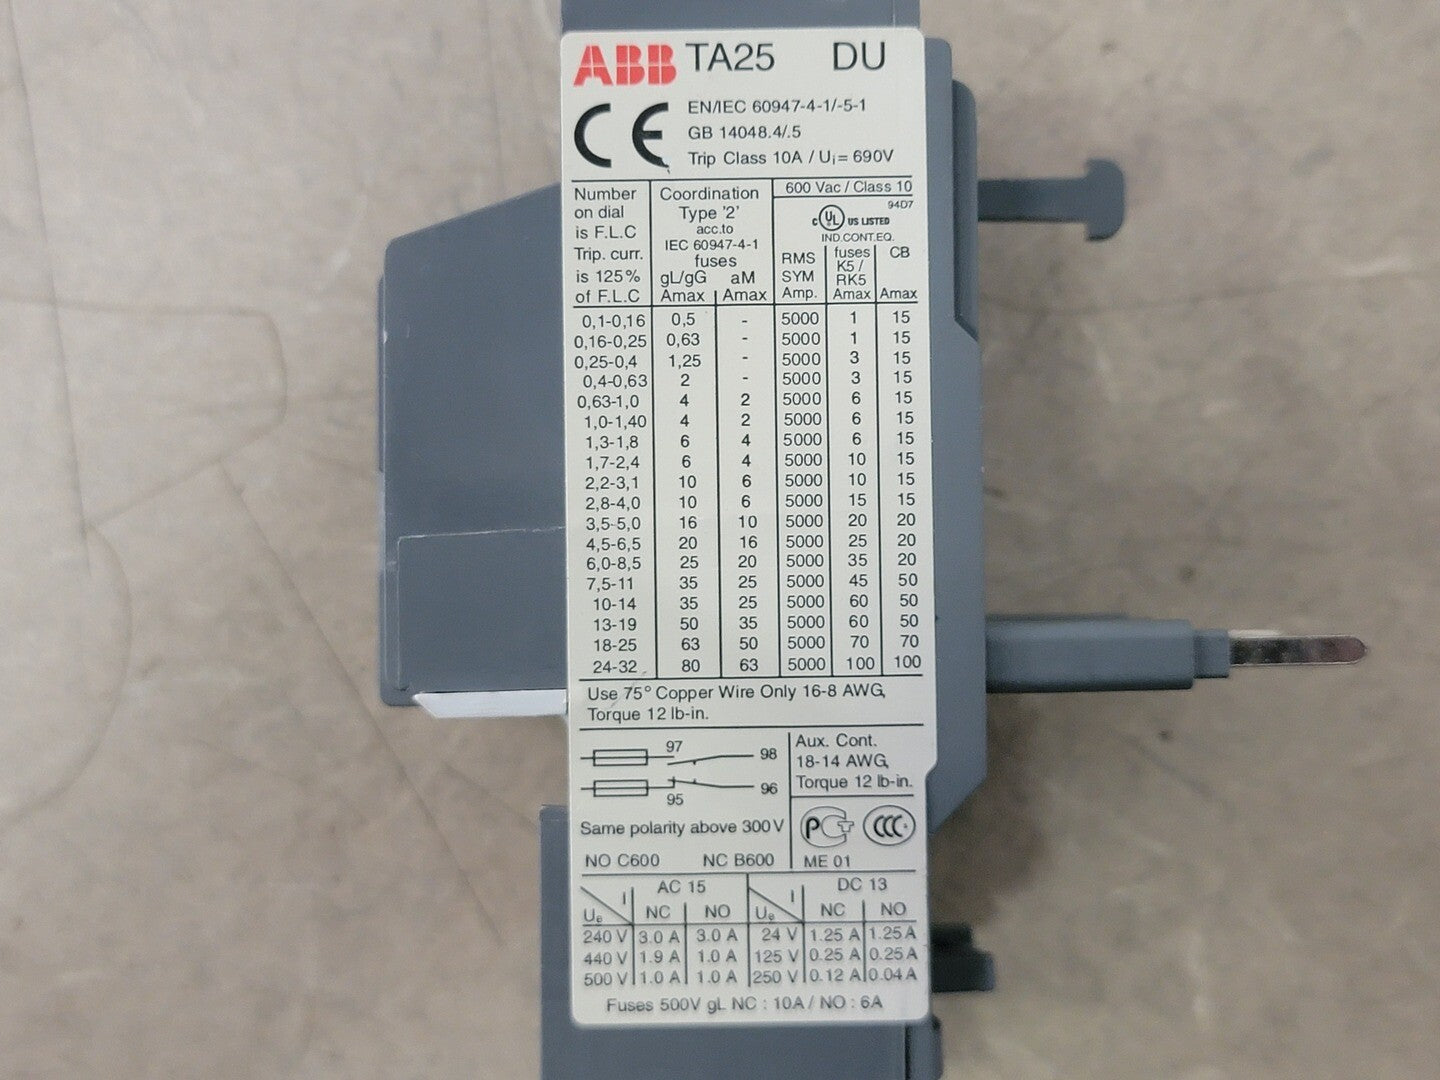 ABB TA25 DU
CE
EN/IEC 60947-4-1/-5-1
GB 14048.4/.5
Trip Class 10A / Ui= 690V
Number on dial is F.L.C Trip. curr. is 125% of F.L.C
Coordination Type '2' acc.to IEC 60947-4-1 fuses
gL/gG Amax aM Amax
600 Vac / Class 10
94D7
c UL US LISTED
IND.CONT.EQ.
RMS SYM Amp. fuses K5 / RK5 Amax CB Amax
0,1-0,16 0,5 - 5000 1 15
0,16-0,25 0,63 - 5000 1 15
0,25-0,4 1,25 - 5000 3 15
0,4-0,63 2 - 5000 3 15
0,63-1,0 4 2 5000 6 15
1,0-1,40 4 2 5000 6 15
1,3-1,8 6 4 5000 6 15
1,7-2,4 6 4 5000 10 15
2,2-3,1 10 6 5000 10 15
2,8-4,0 10 6 5000 15 15
3,5-5,0 16 10 5000 20 20
4,5-6,5 20 16 5000 25 20
6,0-8,5 25 20 5000 35 20
7,5-11 35 25 5000 45 50
10-14 35 25 5000 60 50
13-19 50 35 5000 60 50
18-25 63 50 5000 70 70
24-32 80 63 5000 100 100
Use 75° Copper Wire Only 16-8 AWG,
Torque 12 lb-in.
97 98
95 96
Same polarity above 300V
NO C600 NC B600
Aux. Cont.
18-14 AWG,
Torque 12 lb-in.
PCT CCC
ME 01
AC 15 DC 13
I Ue NC NO I Ue NC NO
240 V 3.0 A 3.0 A 24 V 1.25 A 1.25 A
440 V 1.9 A 1.0 A 125 V 0.25 A 0.25 A
500 V 1.0 A 1.0 A 250 V 0.12 A 0.04 A
Fuses 500V gL NC : 10A / NO : 6A